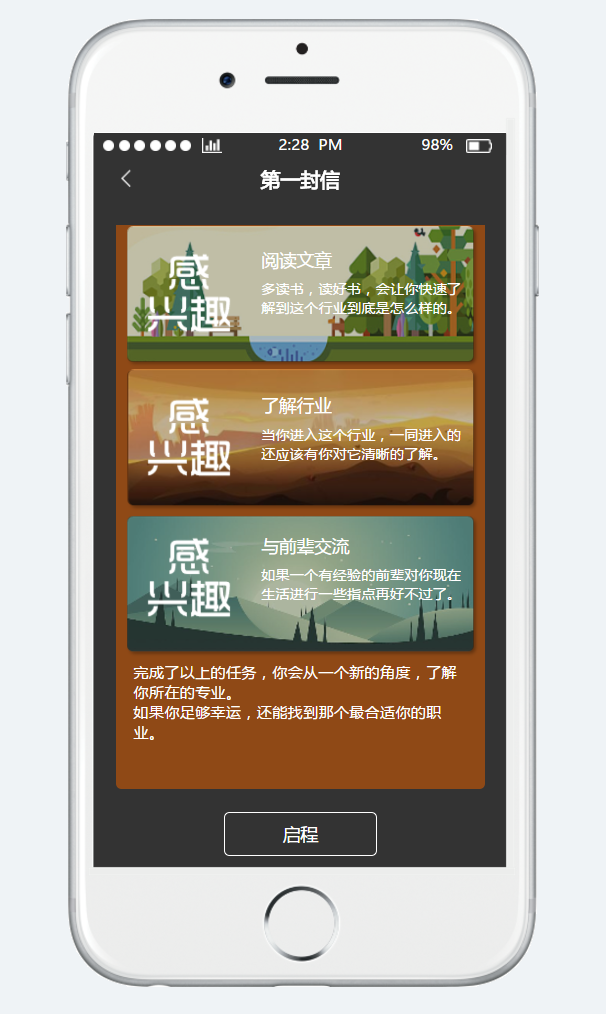 2:28 PM
98%
第一封信
感
兴趣
阅读文章
多读书，读好书，会让你快速了
解到这个行业到底是怎么样的。
感
兴趣
了解行业
当你进入这个行业，一同进入的
还应该有你对它清晰的了解。
感
兴趣
与前辈交流
如果一个有经验的前辈对你现在
生活进行一些指点再好不过了。
完成了以上的任务，你会从一个新的角度，了解
你所在的专业。
如果你足够幸运，还能找到那个最合适你的职
业。
启程